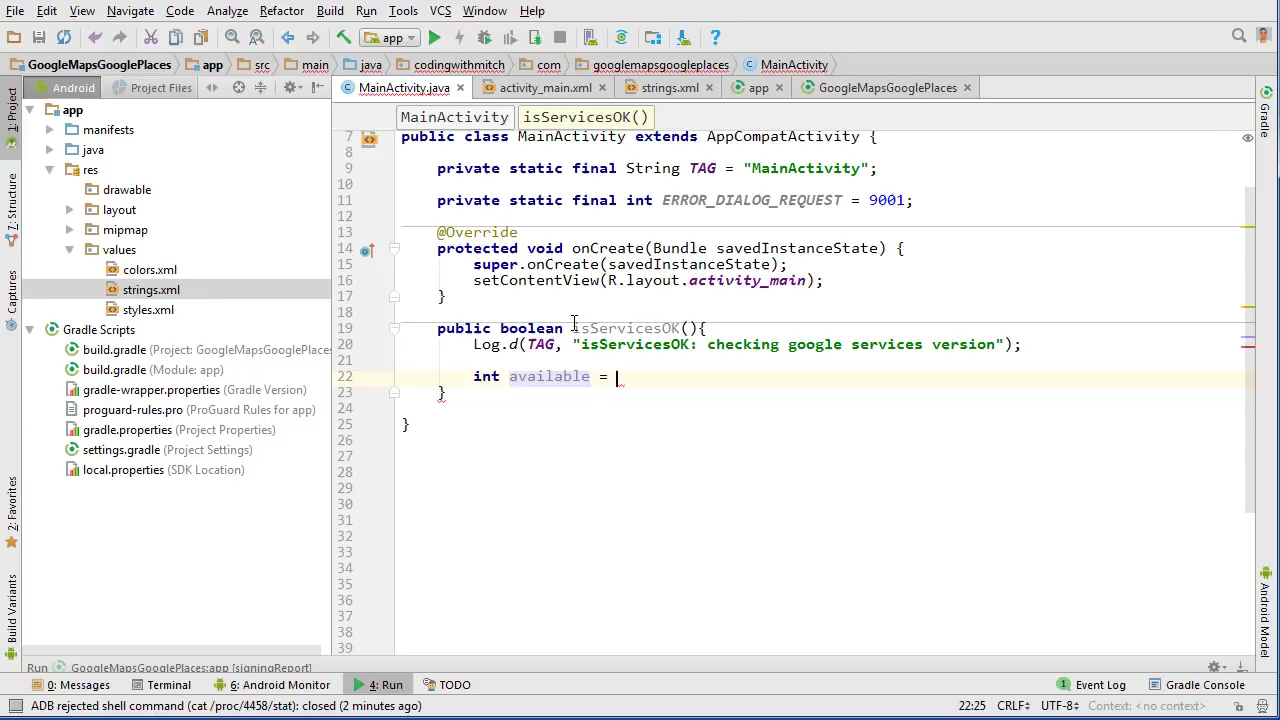 File Edit View Navigate Code Analyze Refactor Build Run Tools VCS Window Help
app
GoogleMapsGooglePlaces app src main java codingwithmitch com googlemapsgoogleplaces MainActivity
Android Project Files
MainActivity.java activity_main.xml strings.xml app GoogleMapsGooglePlaces
MainActivity isServicesOK()
1: Project
7: Structure
Captures
2: Favorites
Build Variants
app
manifests
java
res
drawable
layout
mipmap
values
colors.xml
strings.xml
styles.xml
Gradle Scripts
build.gradle (Project: GoogleMapsGooglePlaces
build.gradle (Module: app)
gradle-wrapper.properties (Gradle Version)
proguard-rules.pro (ProGuard Rules for app)
gradle.properties (Project Properties)
settings.gradle (Project Settings)
local.properties (SDK Location)
7 public class MainActivity extends AppCompatActivity {
8
9 private static final String TAG = "MainActivity";
10
11 private static final int ERROR_DIALOG_REQUEST = 9001;
12
13 @Override
14 protected void onCreate(Bundle savedInstanceState) {
15 super.onCreate(savedInstanceState);
16 setContentView(R.layout.activity_main);
17 }
18
19 public boolean isServicesOK(){
20 Log.d(TAG, "isServicesOK: checking google services version");
21
22 int available =
23 }
24
25 }
26
27
28
29
30
31
32
33
34
35
36
37
38
39
Gradle
Android Model
Run GoogleMapsGooglePlaces:app [signingReport]
0: Messages Terminal 6: Android Monitor 4: Run TODO Event Log Gradle Console
ADB rejected shell command (cat /proc/4458/stat): closed (2 minutes ago) 22:25 CRLF UTF-8 Context: <no context>